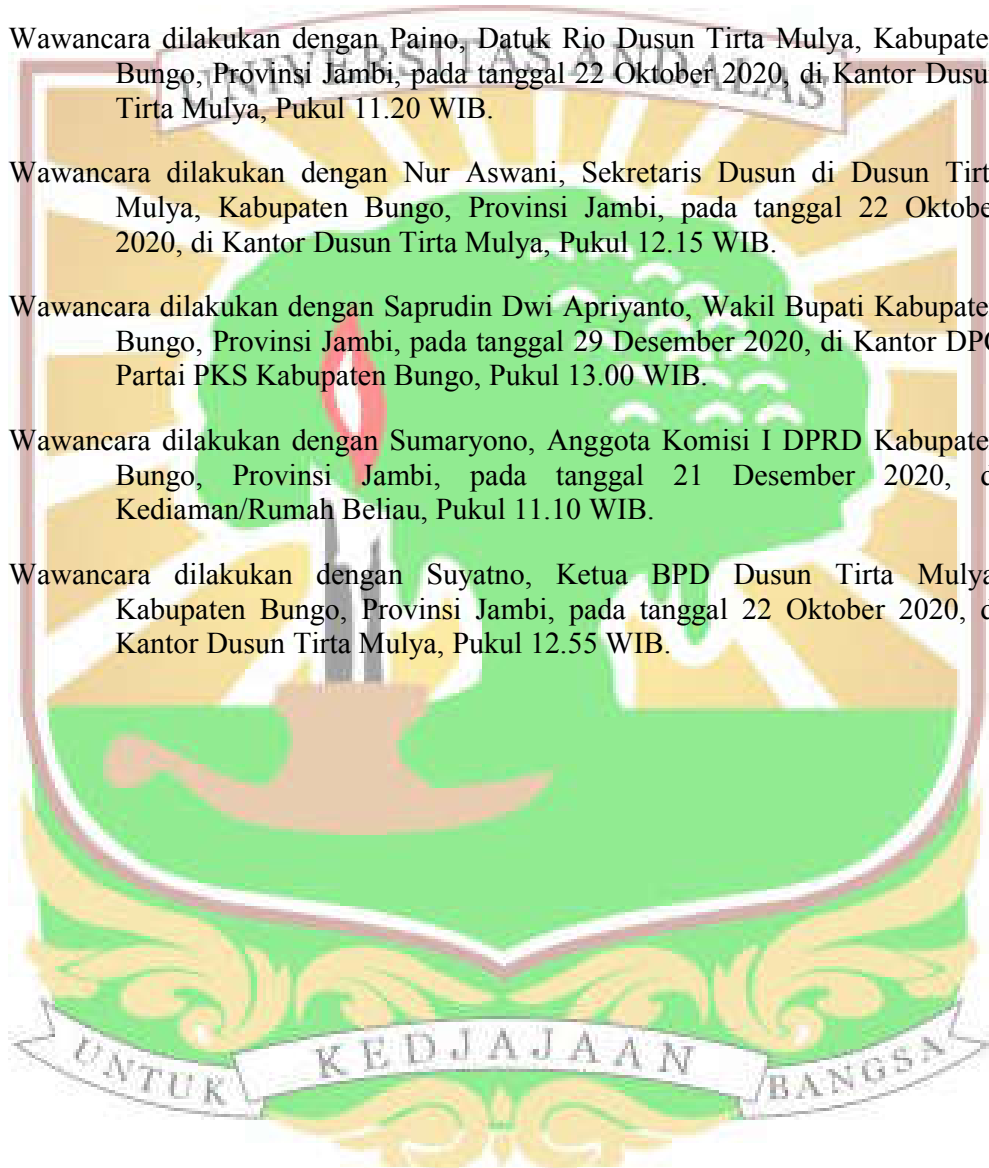 Wawancara dilakukan dengan Paino, Datuk Rio Dusun Tirta Mulya, Kabupate
Bungo, Provinsi Jambi, pada tanggal 22 Oktober 2020, di Kantor Dusu
Tirta Mulya, Pukul 11.20 WIB.
UNIVERSITAS ANDALAS
Wawancara dilakukan dengan Nur Aswani, Sekretaris Dusun di Dusun Tirt
Mulya, Kabupaten Bungo, Provinsi Jambi, pada tanggal 22 Oktobe
2020, di Kantor Dusun Tirta Mulya, Pukul 12.15 WIB.
Wawancara dilakukan dengan Saprudin Dwi Apriyanto, Wakil Bupati Kabupate
Bungo, Provinsi Jambi, pada tanggal 29 Desember 2020, di Kantor DP
Partai PKS Kabupaten Bungo, Pukul 13.00 WIB.
Wawancara dilakukan dengan Sumaryono, Anggota Komisi I DPRD Kabupate
Bungo, Provinsi Jambi, pada tanggal 21 Desember 2020, d
Kediaman/Rumah Beliau, Pukul 11.10 WIB.
Wawancara dilakukan dengan Suyatno, Ketua BPD Dusun Tirta Mulya
Kabupaten Bungo, Provinsi Jambi, pada tanggal 22 Oktober 2020, d
Kantor Dusun Tirta Mulya, Pukul 12.55 WIB.
UNTUK KEDJAJAAN BANGSA